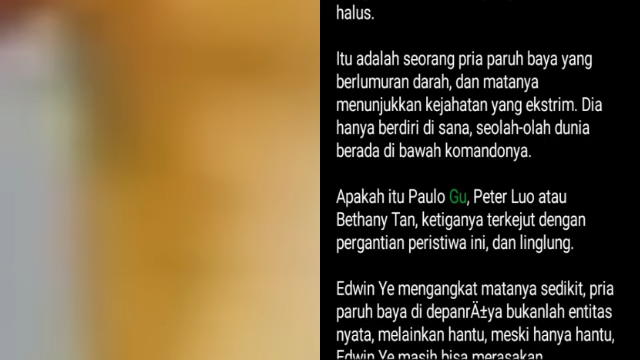 halus.
Itu adalah seorang pria paruh baya yang
berlumuran darah, dan matanya
menunjukkan kejahatan yang ekstrim. Dia
hanya berdiri di sana, seolah-olah dunia
berada di bawah komandonya.
Apakah itu Paulo Gu, Peter Luo atau
Bethany Tan, ketiganya terkejut dengan
pergantian peristiwa ini, dan linglung.
Edwin Ye mengangkat matanya sedikit, pria
paruh baya di depanrÄ±ya bukanlah entitas
nyata, melainkan hantu, meski hanya hantu,
Edwin Ye masih bisa merasakan